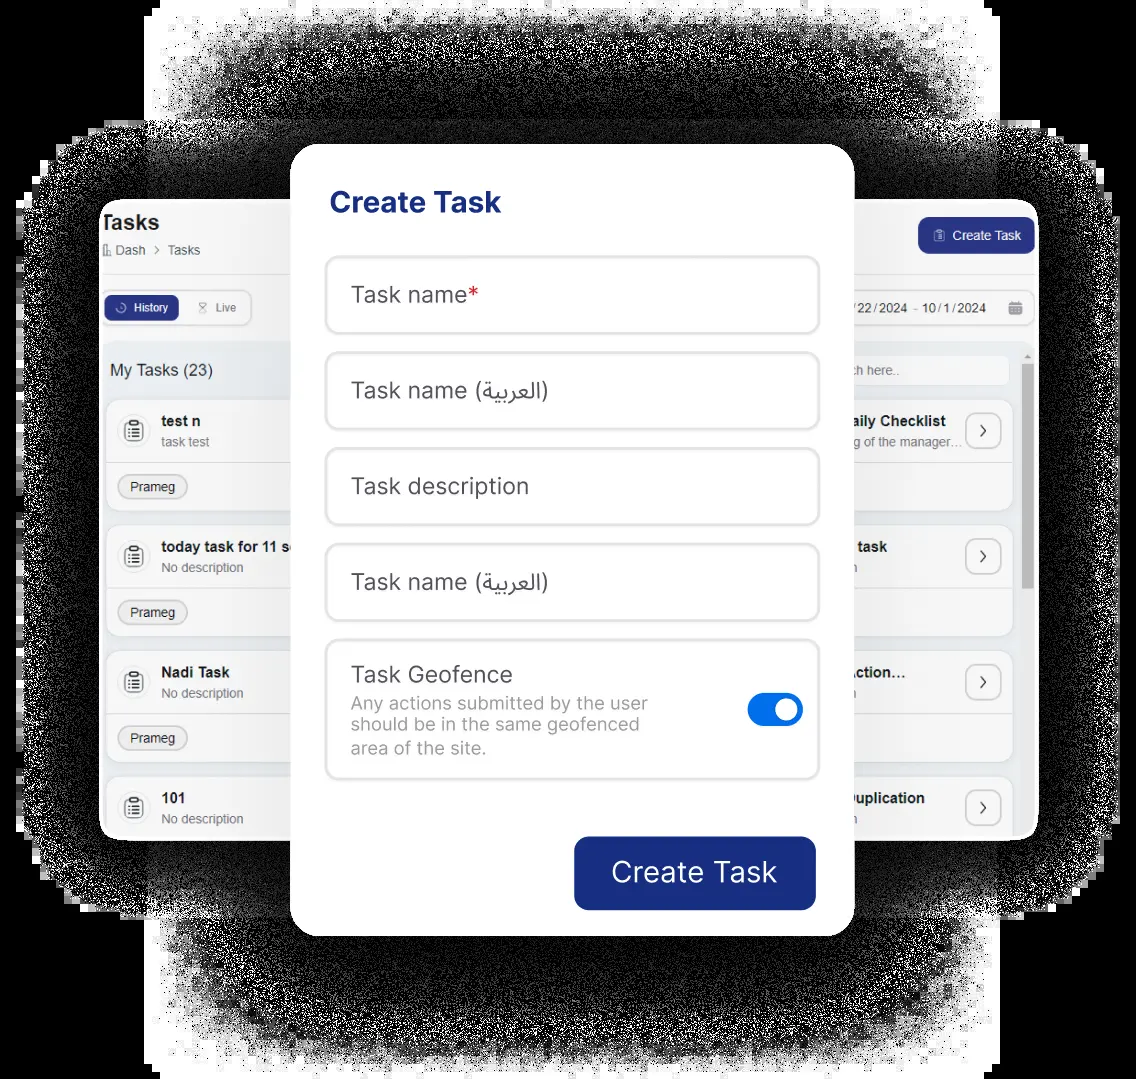 Create Task
Task name*
Task name (العربية)
Task description
Task name (العربية)
Task Geofence
Any actions submitted by the user
should be in the same geofenced
area of the site.
Create Task
Tasks
Dash > Tasks
History Live
My Tasks (23)
test n
task test
Prameg
today task for 11
No description
Prameg
Nadi Task
No description
Prameg
101
No description
Create Task
/22/2024 - 10/1/2024
here..
Checklist
of the manager...
task
uplication